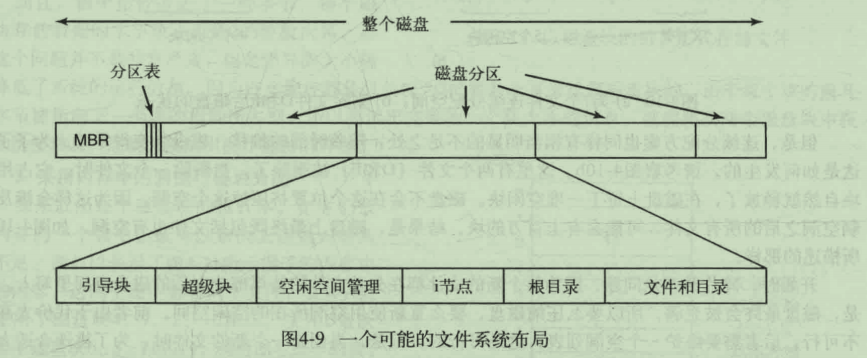 整个磁盘
分区表
磁盘分区
MBR
引导块
超级块
空闲空间管理
i节点
根目录
文件和目录
图4-9 一个可能的文件系统布局